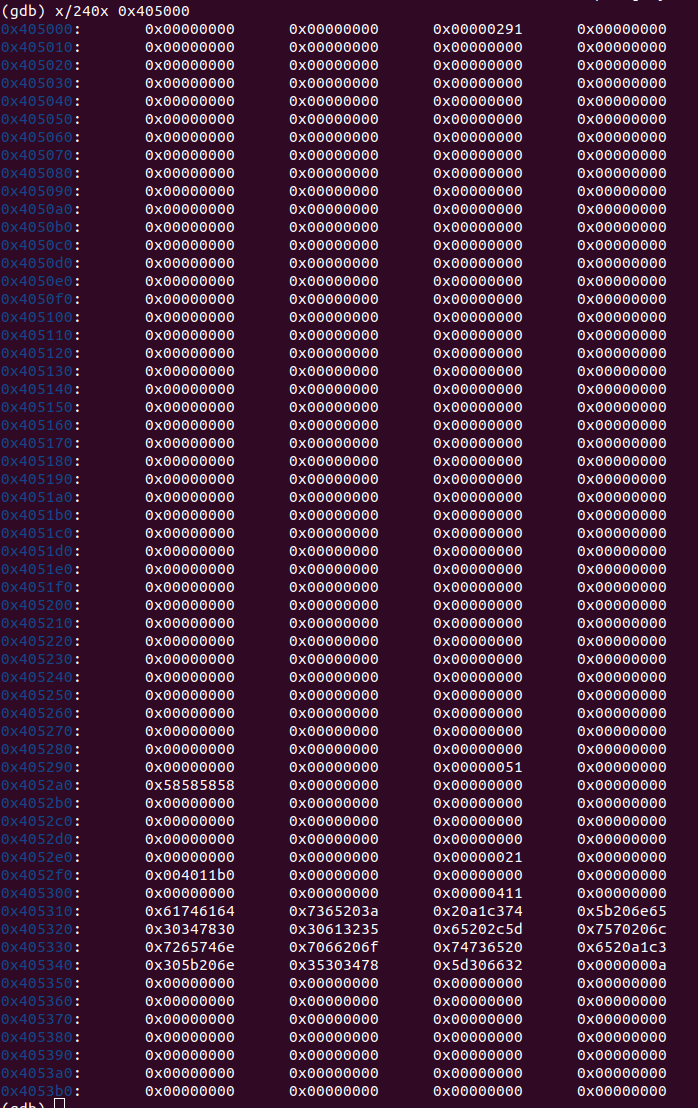 (gdb) x/240x 0x405000
0x405000: 0x00000000 0x00000000 0x00000291 0x00000000
0x405010: 0x00000000 0x00000000 0x00000000 0x00000000
0x405020: 0x00000000 0x00000000 0x00000000 0x00000000
0x405030: 0x00000000 0x00000000 0x00000000 0x00000000
0x405040: 0x00000000 0x00000000 0x00000000 0x00000000
0x405050: 0x00000000 0x00000000 0x00000000 0x00000000
0x405060: 0x00000000 0x00000000 0x00000000 0x00000000
0x405070: 0x00000000 0x00000000 0x00000000 0x00000000
0x405080: 0x00000000 0x00000000 0x00000000 0x00000000
0x405090: 0x00000000 0x00000000 0x00000000 0x00000000
0x4050a0: 0x00000000 0x00000000 0x00000000 0x00000000
0x4050b0: 0x00000000 0x00000000 0x00000000 0x00000000
0x4050c0: 0x00000000 0x00000000 0x00000000 0x00000000
0x4050d0: 0x00000000 0x00000000 0x00000000 0x00000000
0x4050e0: 0x00000000 0x00000000 0x00000000 0x00000000
0x4050f0: 0x00000000 0x00000000 0x00000000 0x00000000
0x405100: 0x00000000 0x00000000 0x00000000 0x00000000
0x405110: 0x00000000 0x00000000 0x00000000 0x00000000
0x405120: 0x00000000 0x00000000 0x00000000 0x00000000
0x405130: 0x00000000 0x00000000 0x00000000 0x00000000
0x405140: 0x00000000 0x00000000 0x00000000 0x00000000
0x405150: 0x00000000 0x00000000 0x00000000 0x00000000
0x405160: 0x00000000 0x00000000 0x00000000 0x00000000
0x405170: 0x00000000 0x00000000 0x00000000 0x00000000
0x405180: 0x00000000 0x00000000 0x00000000 0x00000000
0x405190: 0x00000000 0x00000000 0x00000000 0x00000000
0x4051a0: 0x00000000 0x00000000 0x00000000 0x00000000
0x4051b0: 0x00000000 0x00000000 0x00000000 0x00000000
0x4051c0: 0x00000000 0x00000000 0x00000000 0x00000000
0x4051d0: 0x00000000 0x00000000 0x00000000 0x00000000
0x4051e0: 0x00000000 0x00000000 0x00000000 0x00000000
0x4051f0: 0x00000000 0x00000000 0x00000000 0x00000000
0x405200: 0x00000000 0x00000000 0x00000000 0x00000000
0x405210: 0x00000000 0x00000000 0x00000000 0x00000000
0x405220: 0x00000000 0x00000000 0x00000000 0x00000000
0x405230: 0x00000000 0x00000000 0x00000000 0x00000000
0x405240: 0x00000000 0x00000000 0x00000000 0x00000000
0x405250: 0x00000000 0x00000000 0x00000000 0x00000000
0x405260: 0x00000000 0x00000000 0x00000000 0x00000000
0x405270: 0x00000000 0x00000000 0x00000000 0x00000000
0x405280: 0x00000000 0x00000000 0x00000000 0x00000000
0x405290: 0x00000000 0x00000000 0x00000051 0x00000000
0x4052a0: 0x58585858 0x00000000 0x00000000 0x00000000
0x4052b0: 0x00000000 0x00000000 0x00000000 0x00000000
0x4052c0: 0x00000000 0x00000000 0x00000000 0x00000000
0x4052d0: 0x00000000 0x00000000 0x00000000 0x00000000
0x4052e0: 0x00000000 0x00000000 0x00000021 0x00000000
0x4052f0: 0x004011b0 0x00000000 0x00000000 0x00000000
0x405300: 0x00000000 0x00000000 0x00000411 0x00000000
0x405310: 0x61746164 0x7365203a 0x20a1c374 0x5b206e65
0x405320: 0x30347830 0x30613235 0x65202c5d 0x7570206c
0x405330: 0x7265746e 0x7066206f 0x74736520 0x6520a1c3
0x405340: 0x305b206e 0x35303478 0x5d306632 0x0000000a
0x405350: 0x00000000 0x00000000 0x00000000 0x00000000
0x405360: 0x00000000 0x00000000 0x00000000 0x00000000
0x405370: 0x00000000 0x00000000 0x00000000 0x00000000
0x405380: 0x00000000 0x00000000 0x00000000 0x00000000
0x405390: 0x00000000 0x00000000 0x00000000 0x00000000
0x4053a0: 0x00000000 0x00000000 0x00000000 0x00000000
0x4053b0: 0x00000000 0x00000000 0x00000000 0x00000000
(gdb)